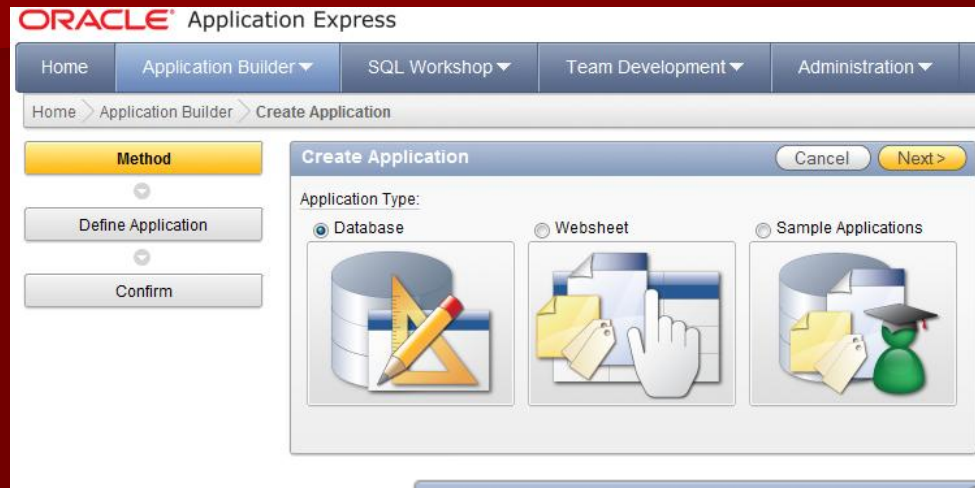 ORACLE Application Express
Home Application Builder SQL Workshop Team Development Administration
Home Application Builder Create Application
Method
Define Application
Confirm
Create Application Cancel Next >
Application Type:
Database Websheet Sample Applications